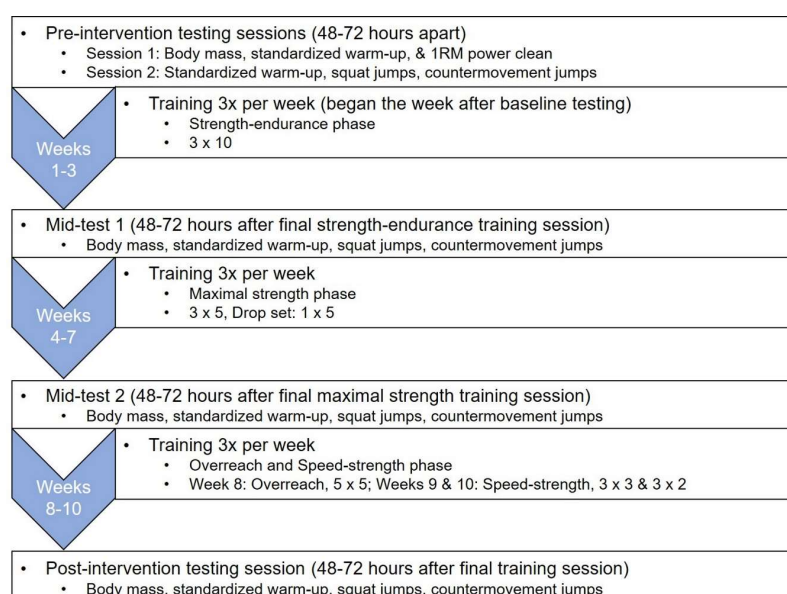 • Pre-intervention testing sessions (48-72 hours apart)
• Session 1: Body mass, standardized warm-up, & 1RM power clean
• Session 2: Standardized warm-up, squat jumps, countermovement jumps
Weeks
1-3
• Training 3x per week (began the week after baseline testing)
• Strength-endurance phase
• 3 x 10
• Mid-test 1 (48-72 hours after final strength-endurance training session)
• Body mass, standardized warm-up, squat jumps, countermovement jumps
Weeks
4-7
• Training 3x per week
• Maximal strength phase
• 3 x 5, Drop set: 1 x 5
• Mid-test 2 (48-72 hours after final maximal strength training session)
• Body mass, standardized warm-up, squat jumps, countermovement jumps
Weeks
8-10
• Training 3x per week
• Overreach and Speed-strength phase
• Week 8: Overreach, 5 x 5; Weeks 9 & 10: Speed-strength, 3 x 3 & 3 x 2
• Post-intervention testing session (48-72 hours after final training session)
• Body mass, standardized warm-up, squat jumps, countermovement jumps